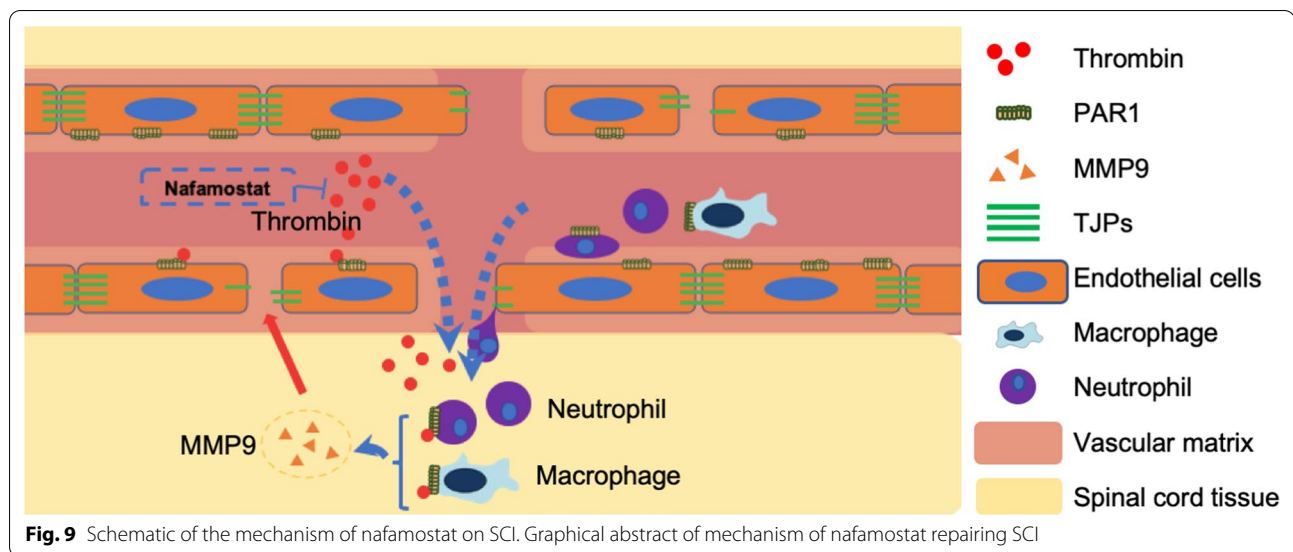 Nafamostat
Thrombin
MMP9
Neutrophil
Macrophage
Thrombin
PAR1
MMP9
TJPs
Endothelial cells
Macrophage
Neutrophil
Vascular matrix
Spinal cord tissue
Fig. 9 Schematic of the mechanism of nafamostat on SCI. Graphical abstract of mechanism of nafamostat repairing SCI